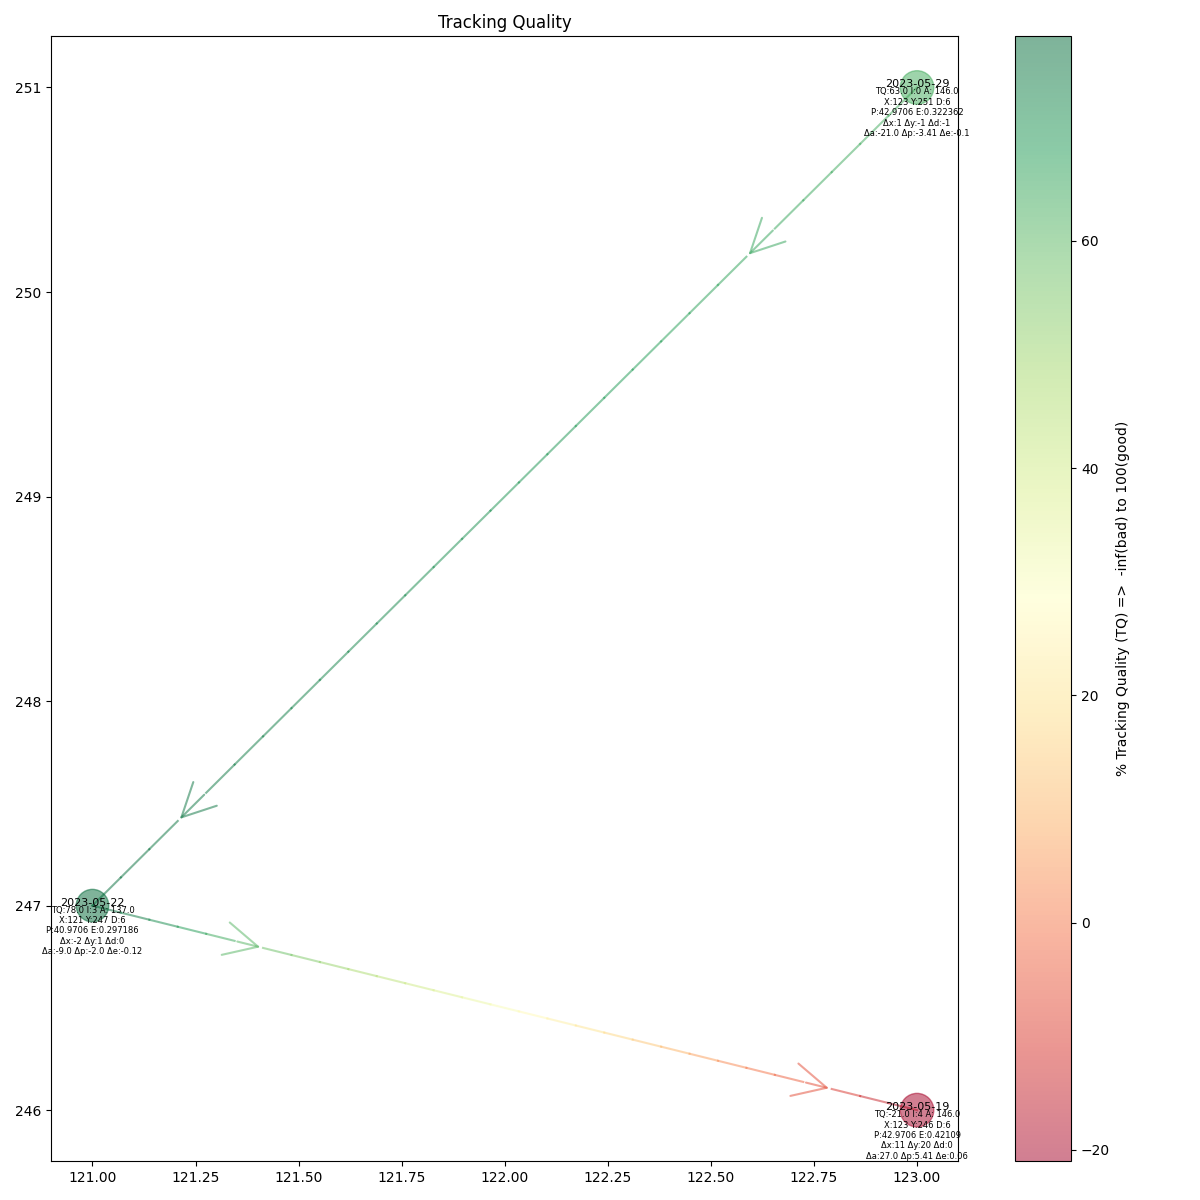 Tracking Quality
251
250
249
248
247
246
2023-05-29
TQ:63.0 I:0 A: 146.0
X:123 Y:251 D:6
P:42.9706 E:0.322362
Δx:1 Δy:-1 Δd:-1
Δa:-21.0 Δp:-3.41 Δe:-0.1
2023-05-22
TQ:78.0 I:3 A: 137.0
X:121 Y:247 D:6
P:40.9706 E:0.297186
Δx:-2 Δy:1 Δd:0
Δa:-9.0 Δp:-2.0 Δe:-0.12
2023-05-19
TQ:-21.0 I:4 A: 146.0
X:123 Y:246 D:6
P:42.9706 E:0.42109
Δx:11 Δy:20 Δd:0
Δa:27.0 Δp:5.41 Δe:0.06
121.00 121.25 121.50 121.75 122.00 122.25 122.50 122.75 123.00
60
40
20
0
−20
% Tracking Quality (TQ) => -inf(bad) to 100(good)